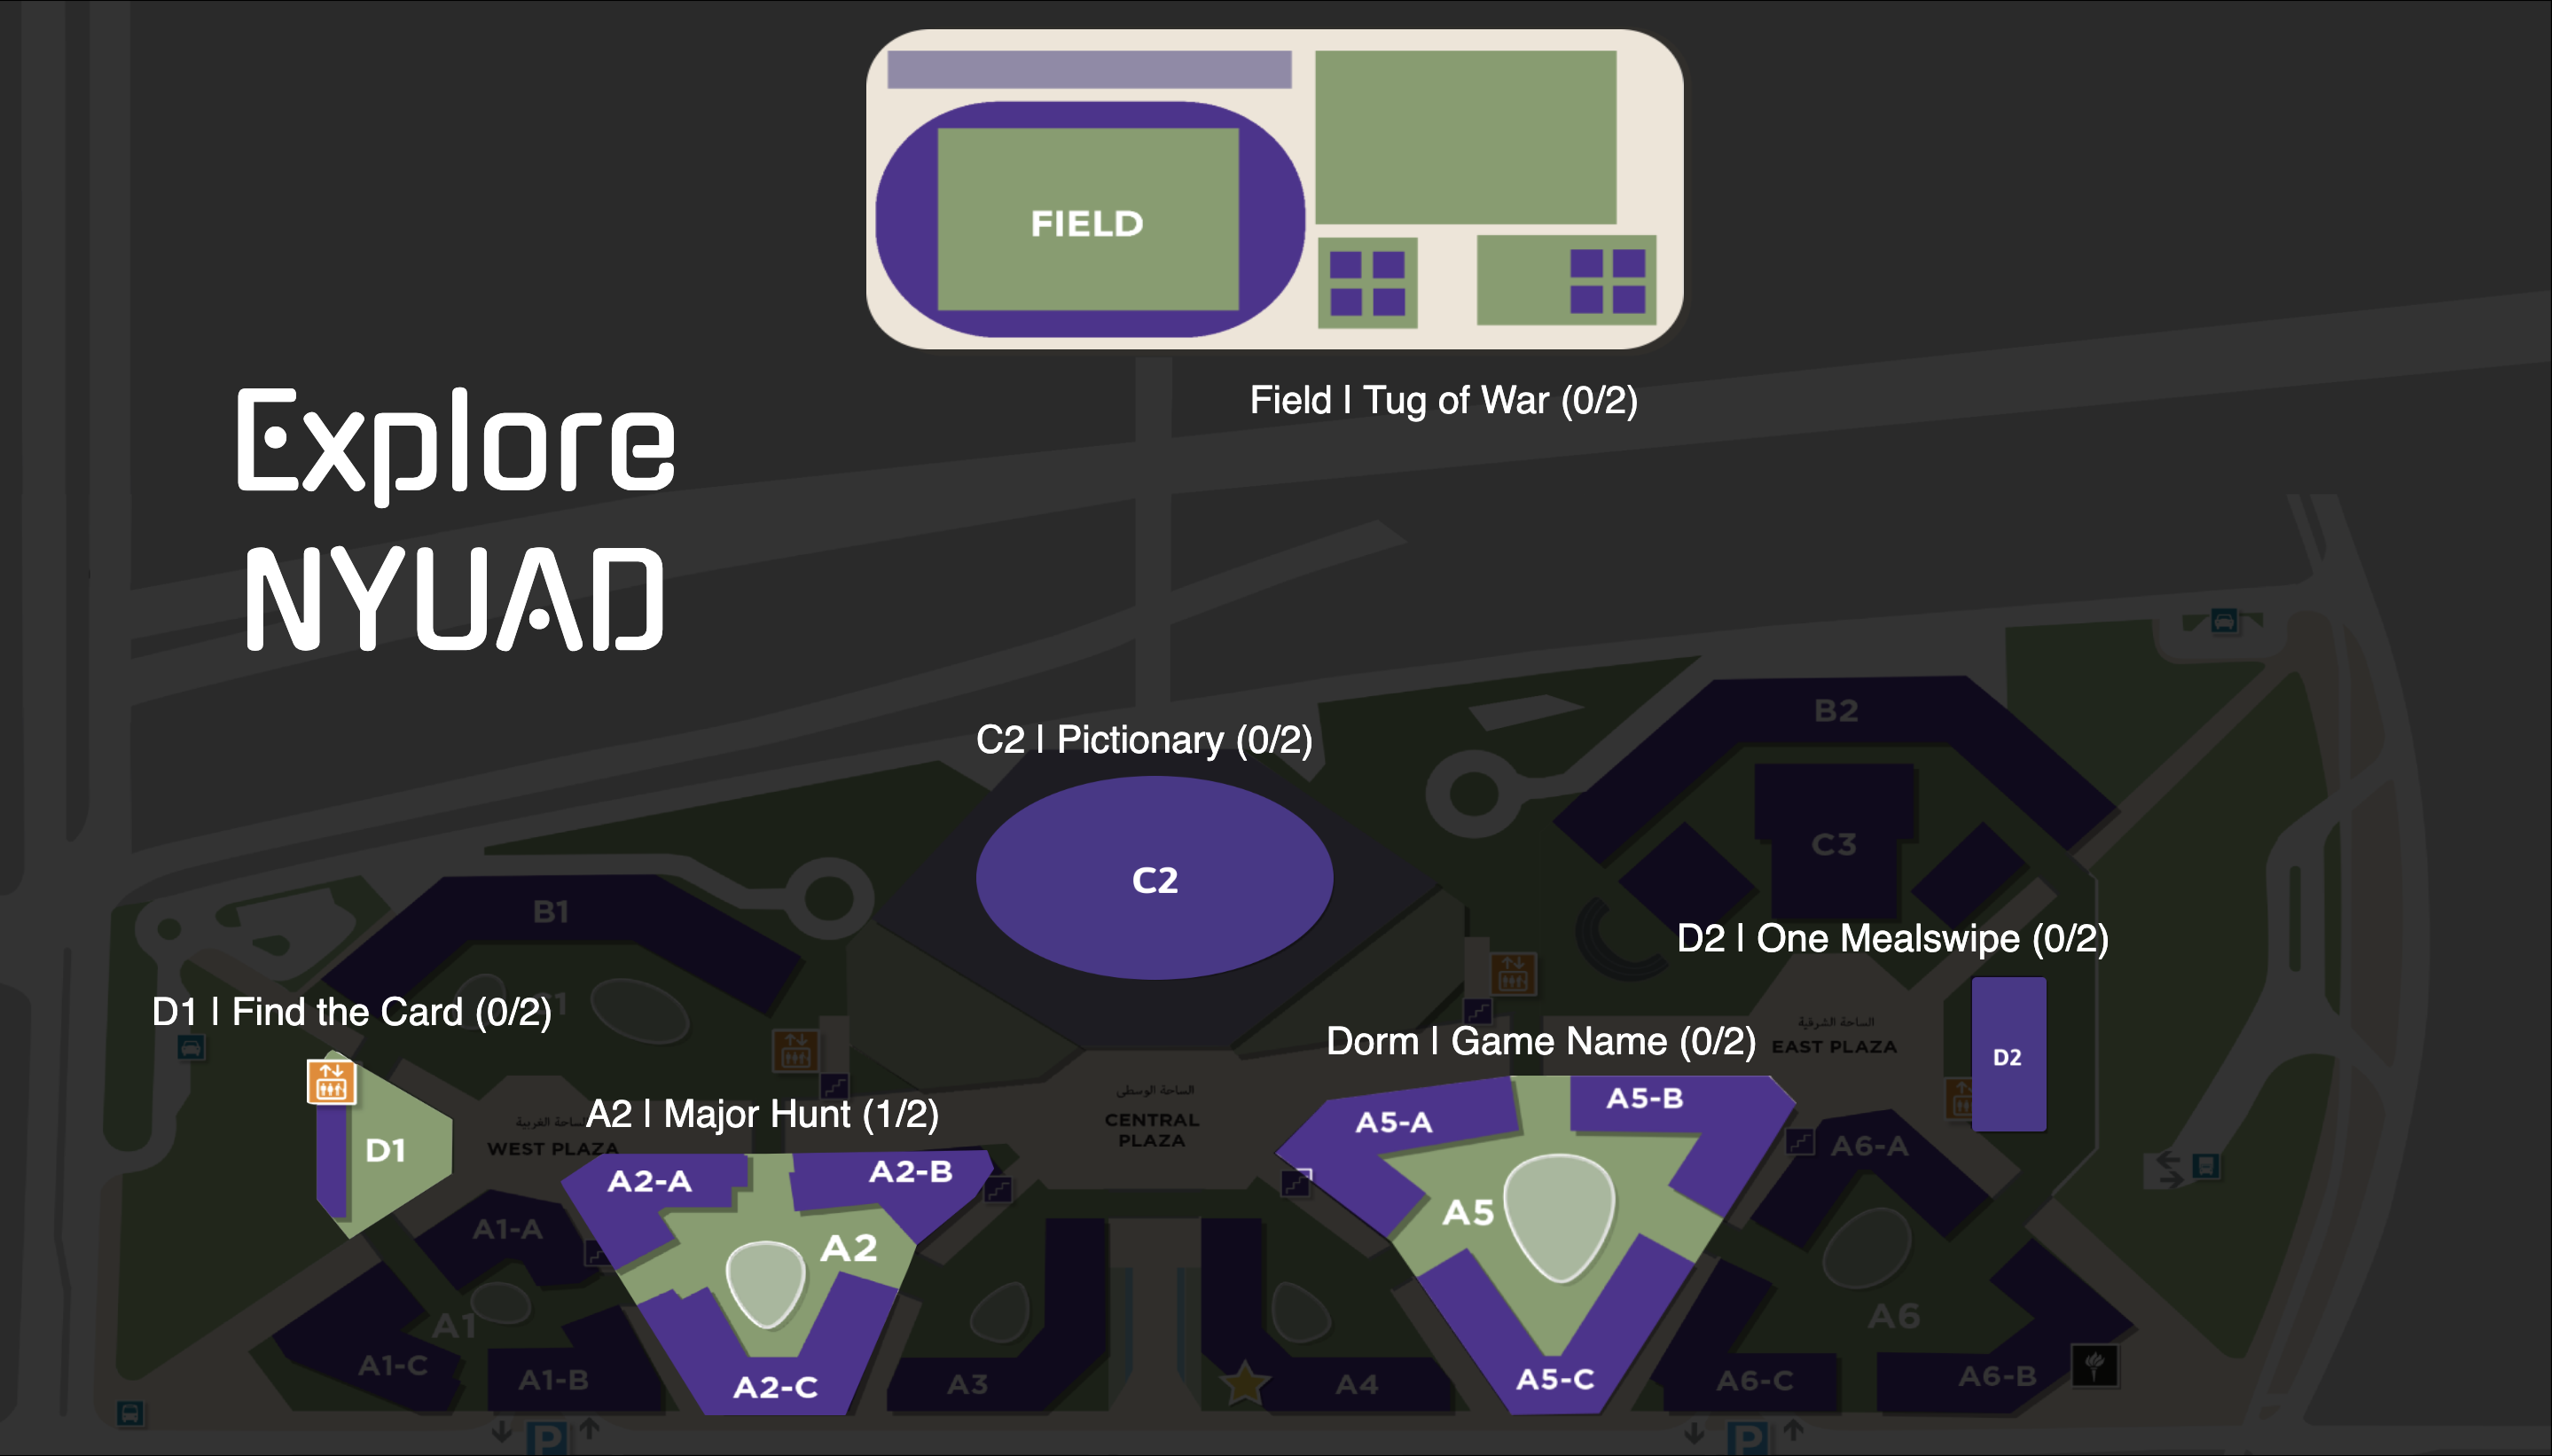 FIELD
Field | Tug of War (0/2)
Explore
NYUAD
B2
C2 | Pictionary (0/2)
C3
C2
B1
D2 | One Mealswipe (0/2)
D1 | Find the Card (0/2)
الساحة الشرقية
EAST PLAZA
Dorm | Game Name (0/2)
D2
الساحة الوسطى
CENTRAL
PLAZA
A2 | Major Hunt (1/2)
الساحة الغربية
WEST PLAZA
D1
A5-A
A5-B
A6-A
A2-A
A2-B
A1-A
A5
A2
A1
A6
A1-C
A1-B
A2-C
A3
A4
A5-C
A6-C
A6-B
P
P